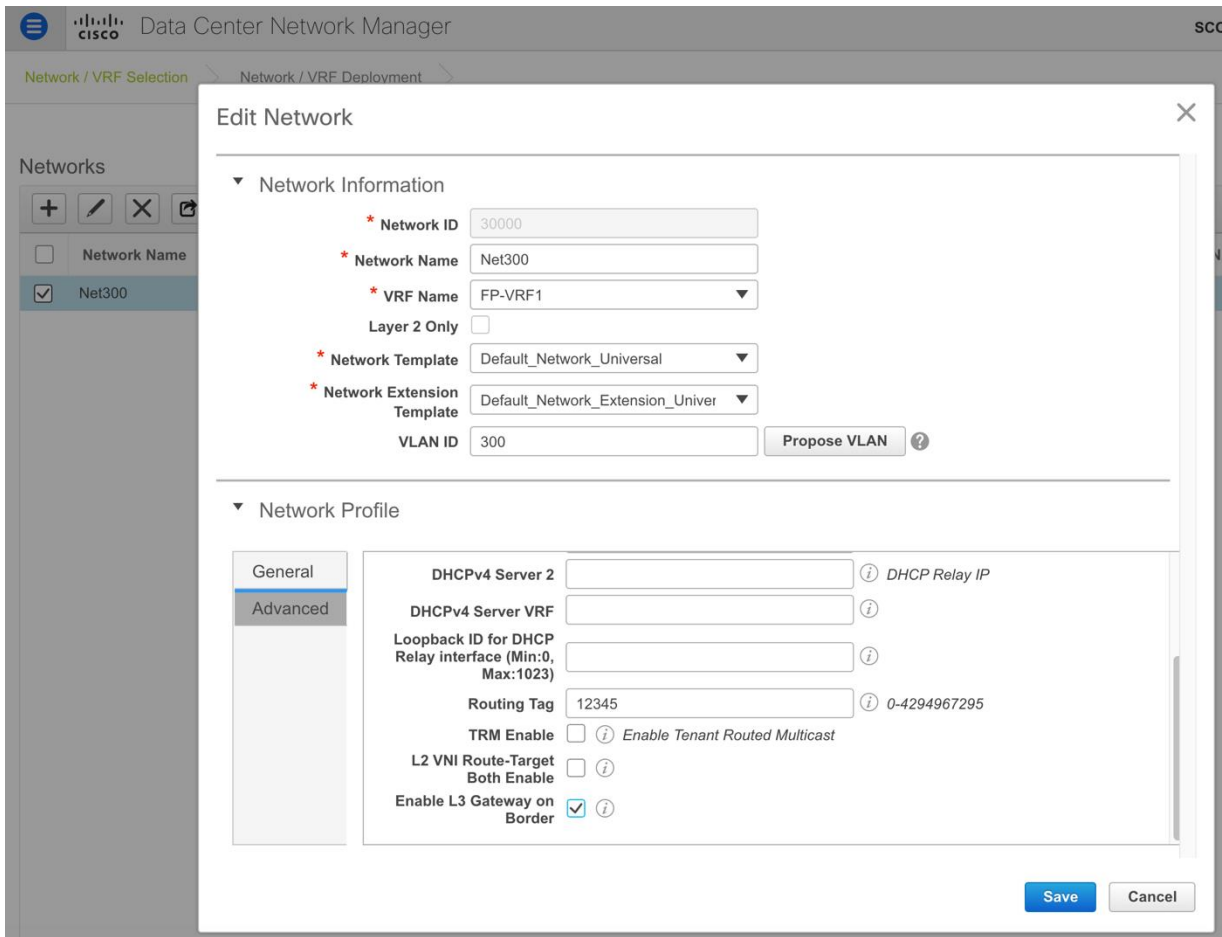 cisco Data Center Network Manager
Network / VRF Selection Network / VRF Deployment
Edit Network
Networks
Network Name
Net300
Network Information
* Network ID 30000
* Network Name Net300
* VRF Name FP-VRF1
Layer 2 Only
* Network Template Default_Network_Universal
* Network Extension
Template Default_Network_Extension_Univer
VLAN ID 300 Propose VLAN ?
Network Profile
General
Advanced
DHCPv4 Server 2 i DHCP Relay IP
DHCPv4 Server VRF i
Loopback ID for DHCP
Relay interface (Min:0, i
Max:1023)
Routing Tag 12345 i 0-4294967295
TRM Enable i Enable Tenant Routed Multicast
L2 VNI Route-Target
Both Enable i
Enable L3 Gateway on
Border i
Save Cancel